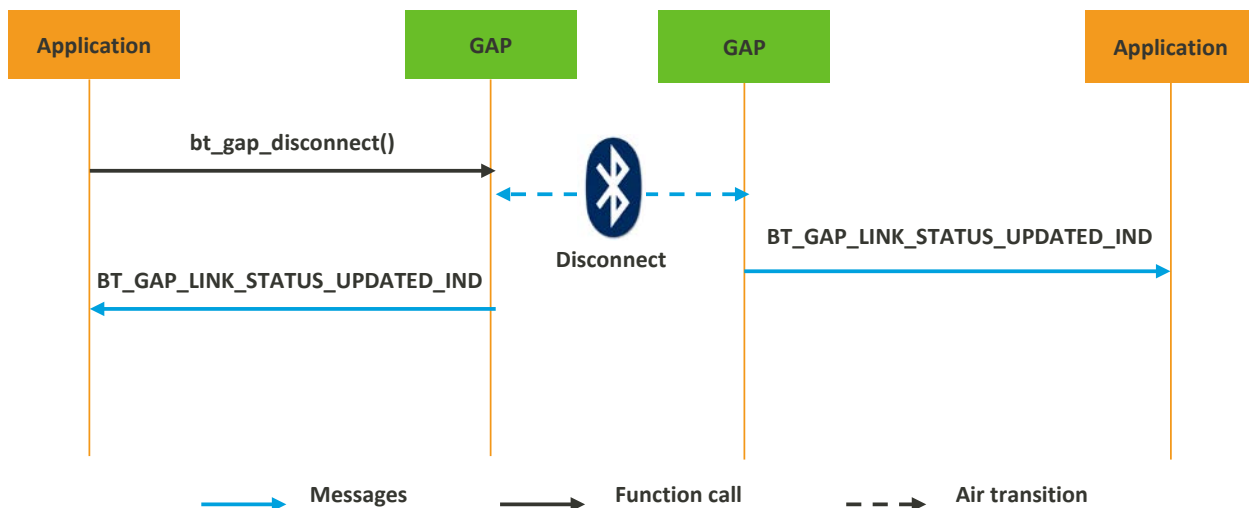 Application
GAP
GAP
Application
bt_gap_disconnect()
Disconnect
BT_GAP_LINK_STATUS_UPDATED_IND
BT_GAP_LINK_STATUS_UPDATED_IND
Messages
Function call
Air transition